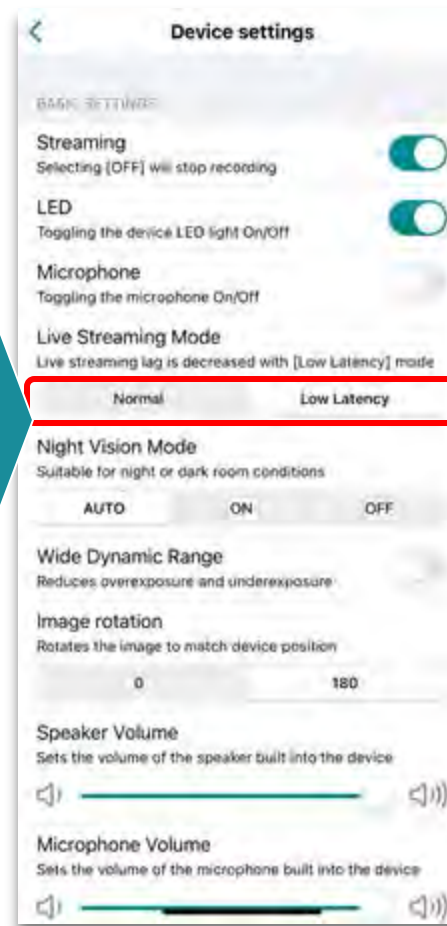 Device settings
BASIC SETTINGS
Streaming
Selecting [OFF] will stop recording
LED
Toggling the device LED light On/Off
Microphone
Toggling the microphone On/Off
Live Streaming Mode
Live streaming lag is decreased with [Low Latency] mode
Normal Low Latency
Night Vision Mode
Suitable for night or dark room conditions
AUTO ON OFF
Wide Dynamic Range
Reduces overexposure and underexposure
Image rotation
Rotates the image to match device position
0 180
Speaker Volume
Sets the volume of the speaker built into the device
Microphone Volume
Sets the volume of the microphone built into the device